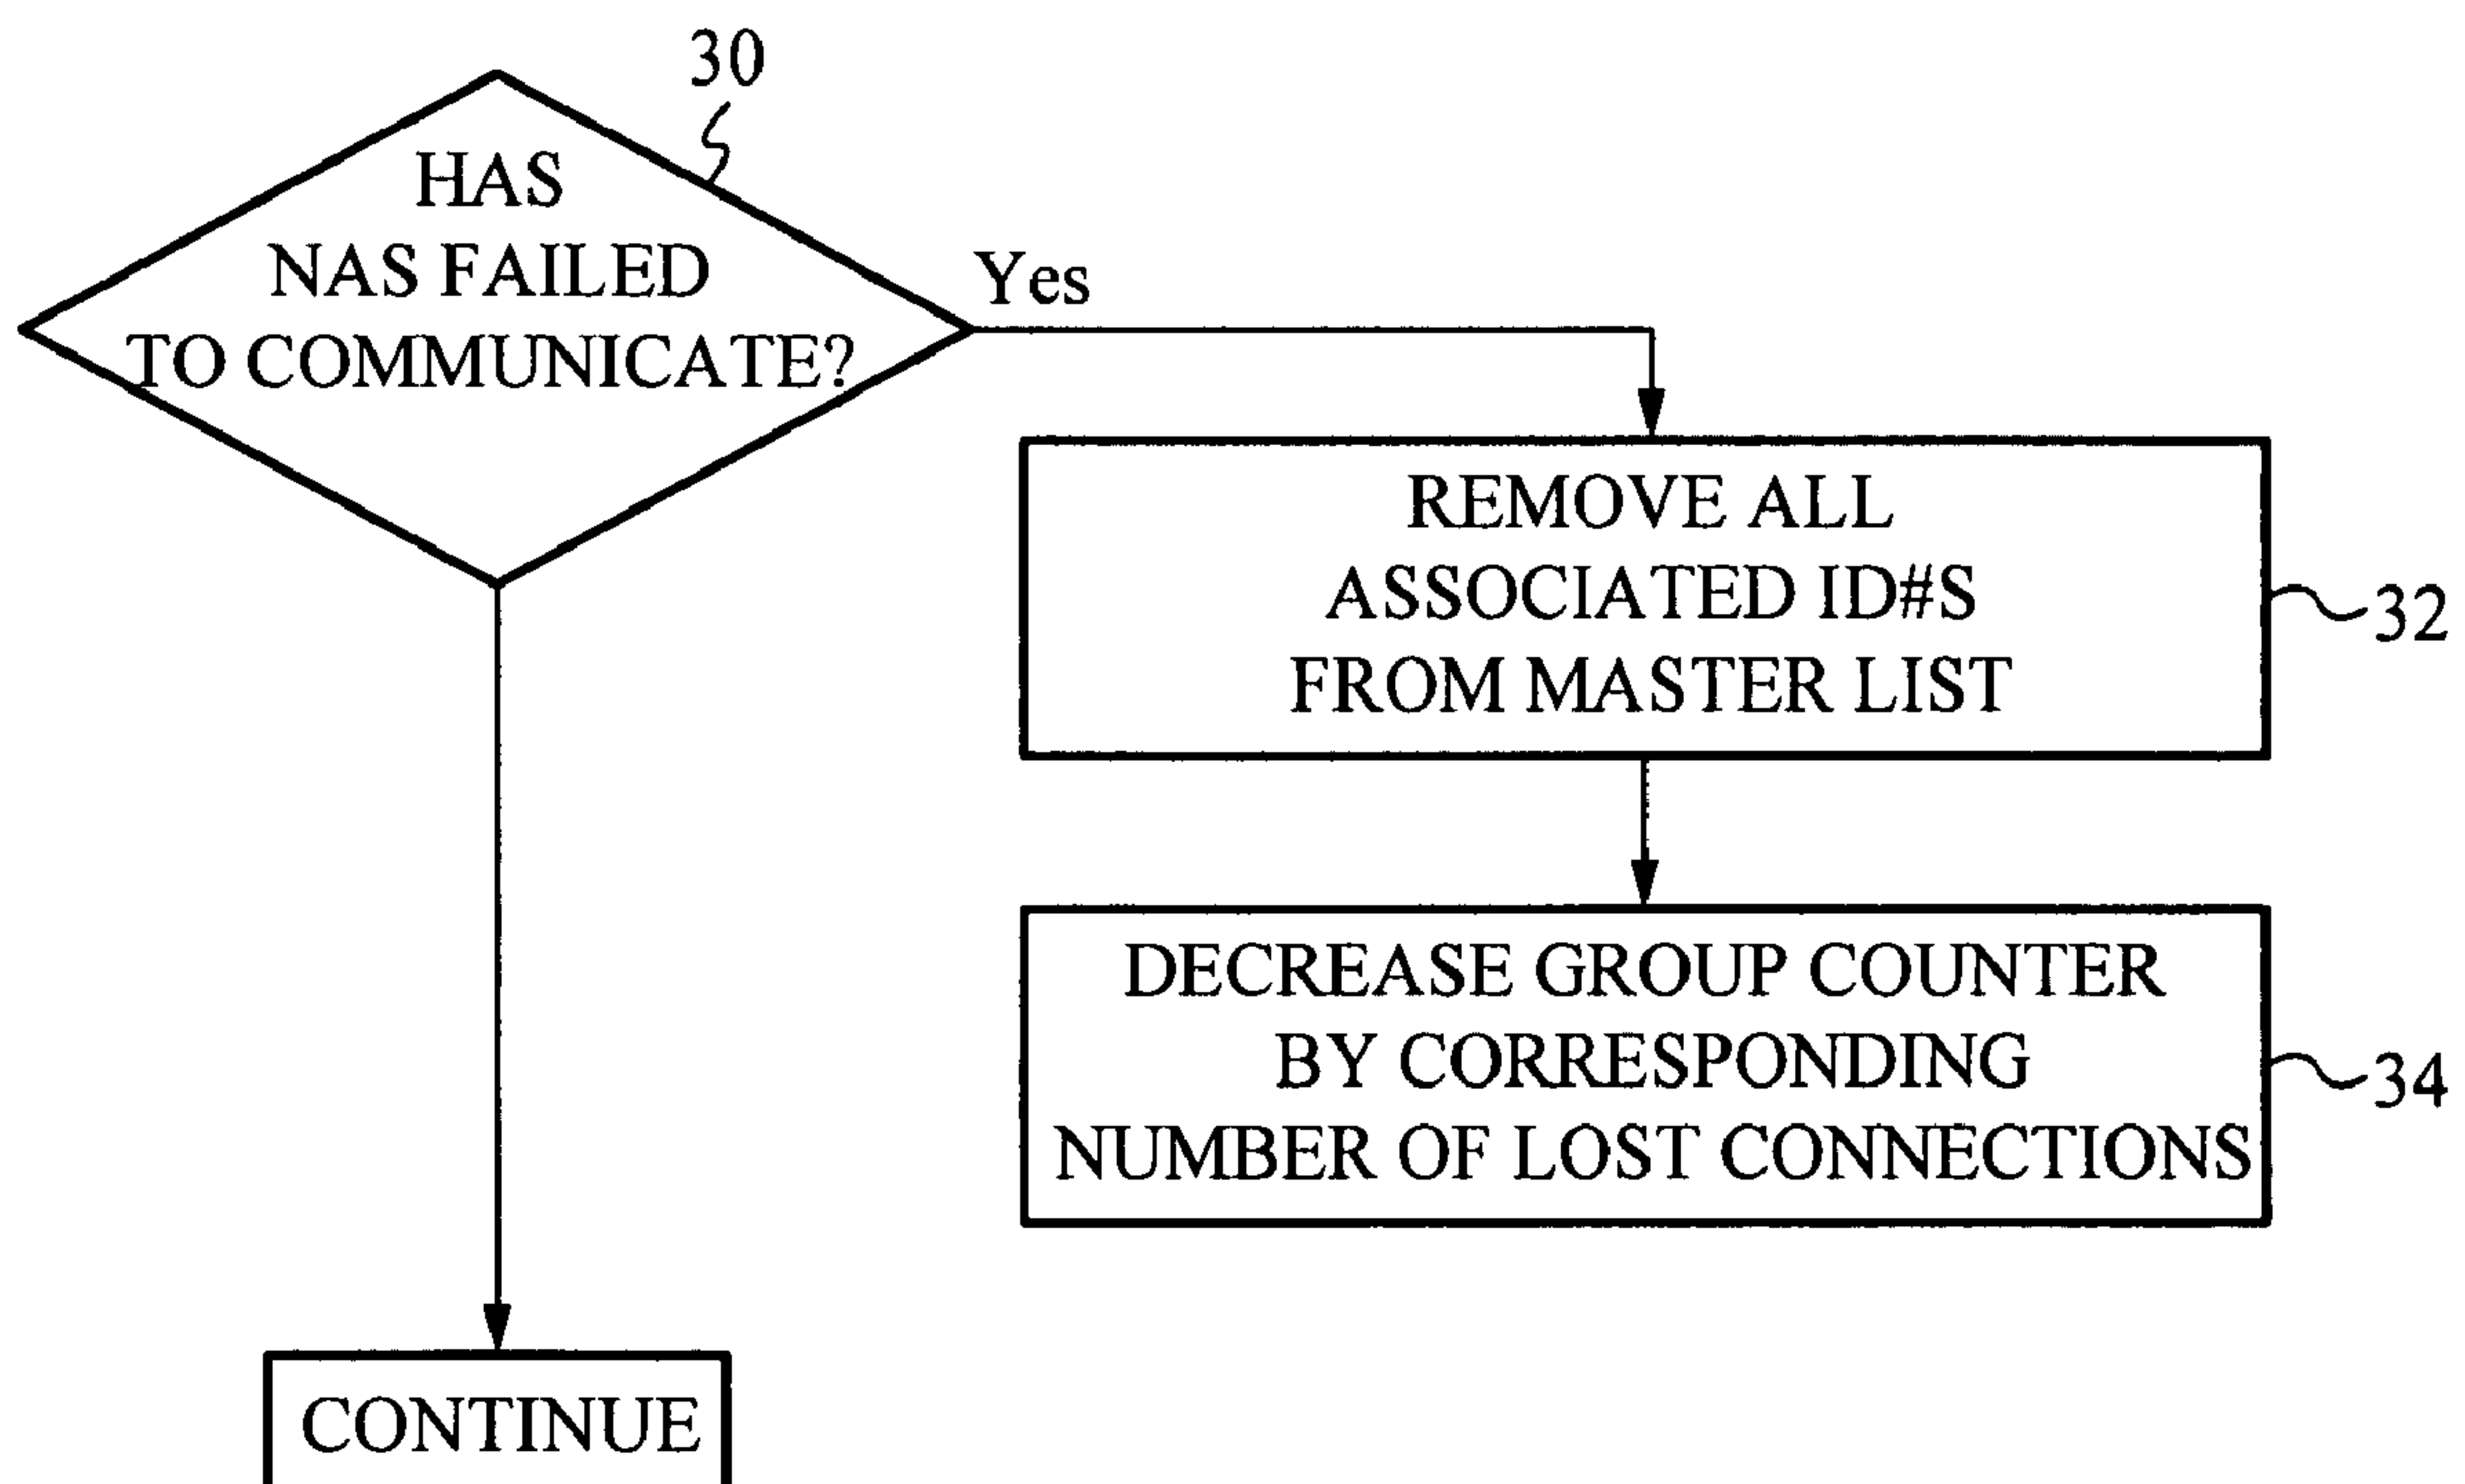 30
HAS
NAS FAILED
TO COMMUNICATE?
Yes
REMOVE ALL
ASSOCIATED ID#S
FROM MASTER LIST
32
DECREASE GROUP COUNTER
BY CORRESPONDING
NUMBER OF LOST CONNECTIONS
34
CONTINUE